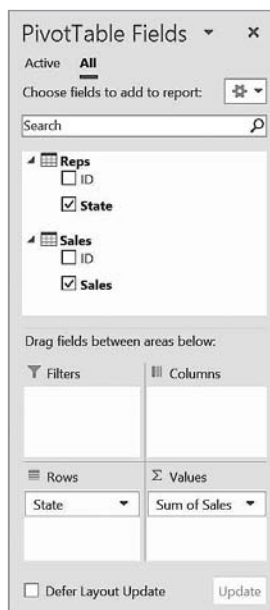 PivotTable Fields
Active All
Choose fields to add to report:
Search
Reps
ID
State
Sales
ID
Sales
Drag fields between areas below:
Filters
Columns
Rows
Σ Values
State
Sum of Sales
Defer Layout Update
Update